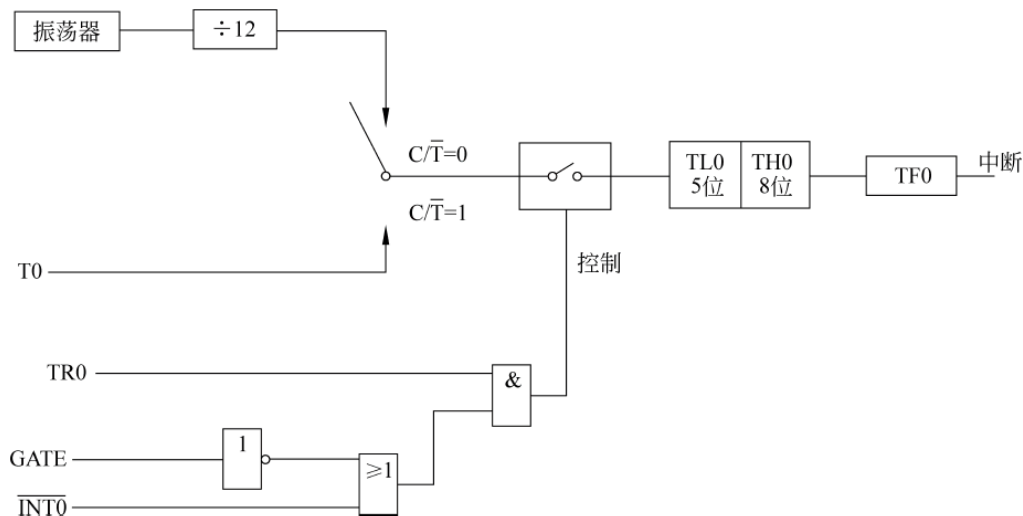 振荡器
÷12
C/T̅=0
C/T̅=1
TL0
5位
TH0
8位
TF0
中断
T0
控制
TR0
&
GATE
1
≥1
I̅N̅T̅0̅